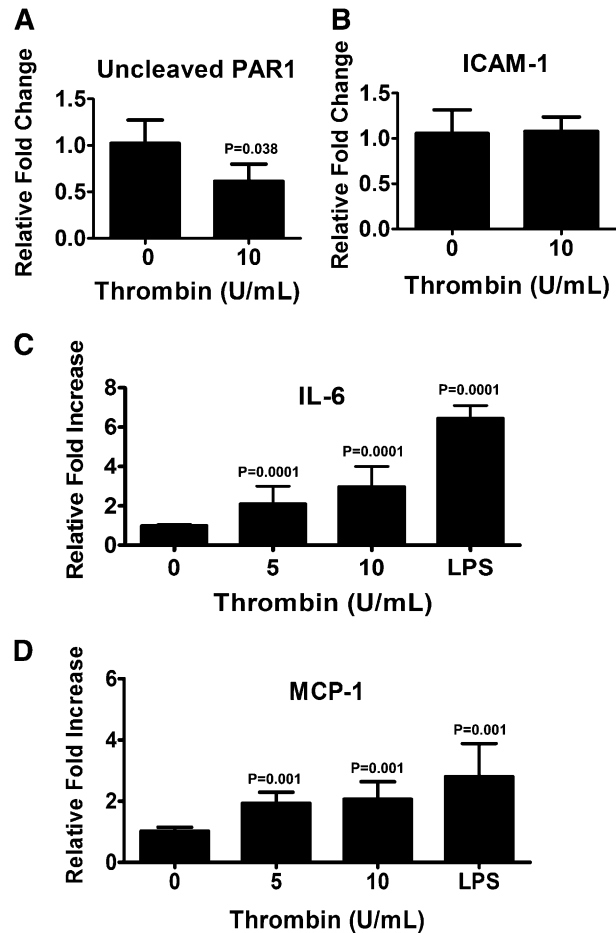 A
Uncleaved PAR1
Relative Fold Change
1.5
1.0
0.5
0.0
P=0.038
0 10
Thrombin (U/mL)
B
ICAM-1
Relative Fold Change
1.5
1.0
0.5
0.0
0 10
Thrombin (U/mL)
C
IL-6
Relative Fold Increase
8
6
4
2
0
P=0.0001
P=0.0001
P=0.0001
0 5 10 LPS
Thrombin (U/mL)
D
MCP-1
Relative Fold Increase
6
4
2
0
P=0.001
P=0.001
P=0.001
0 5 10 LPS
Thrombin (U/mL)